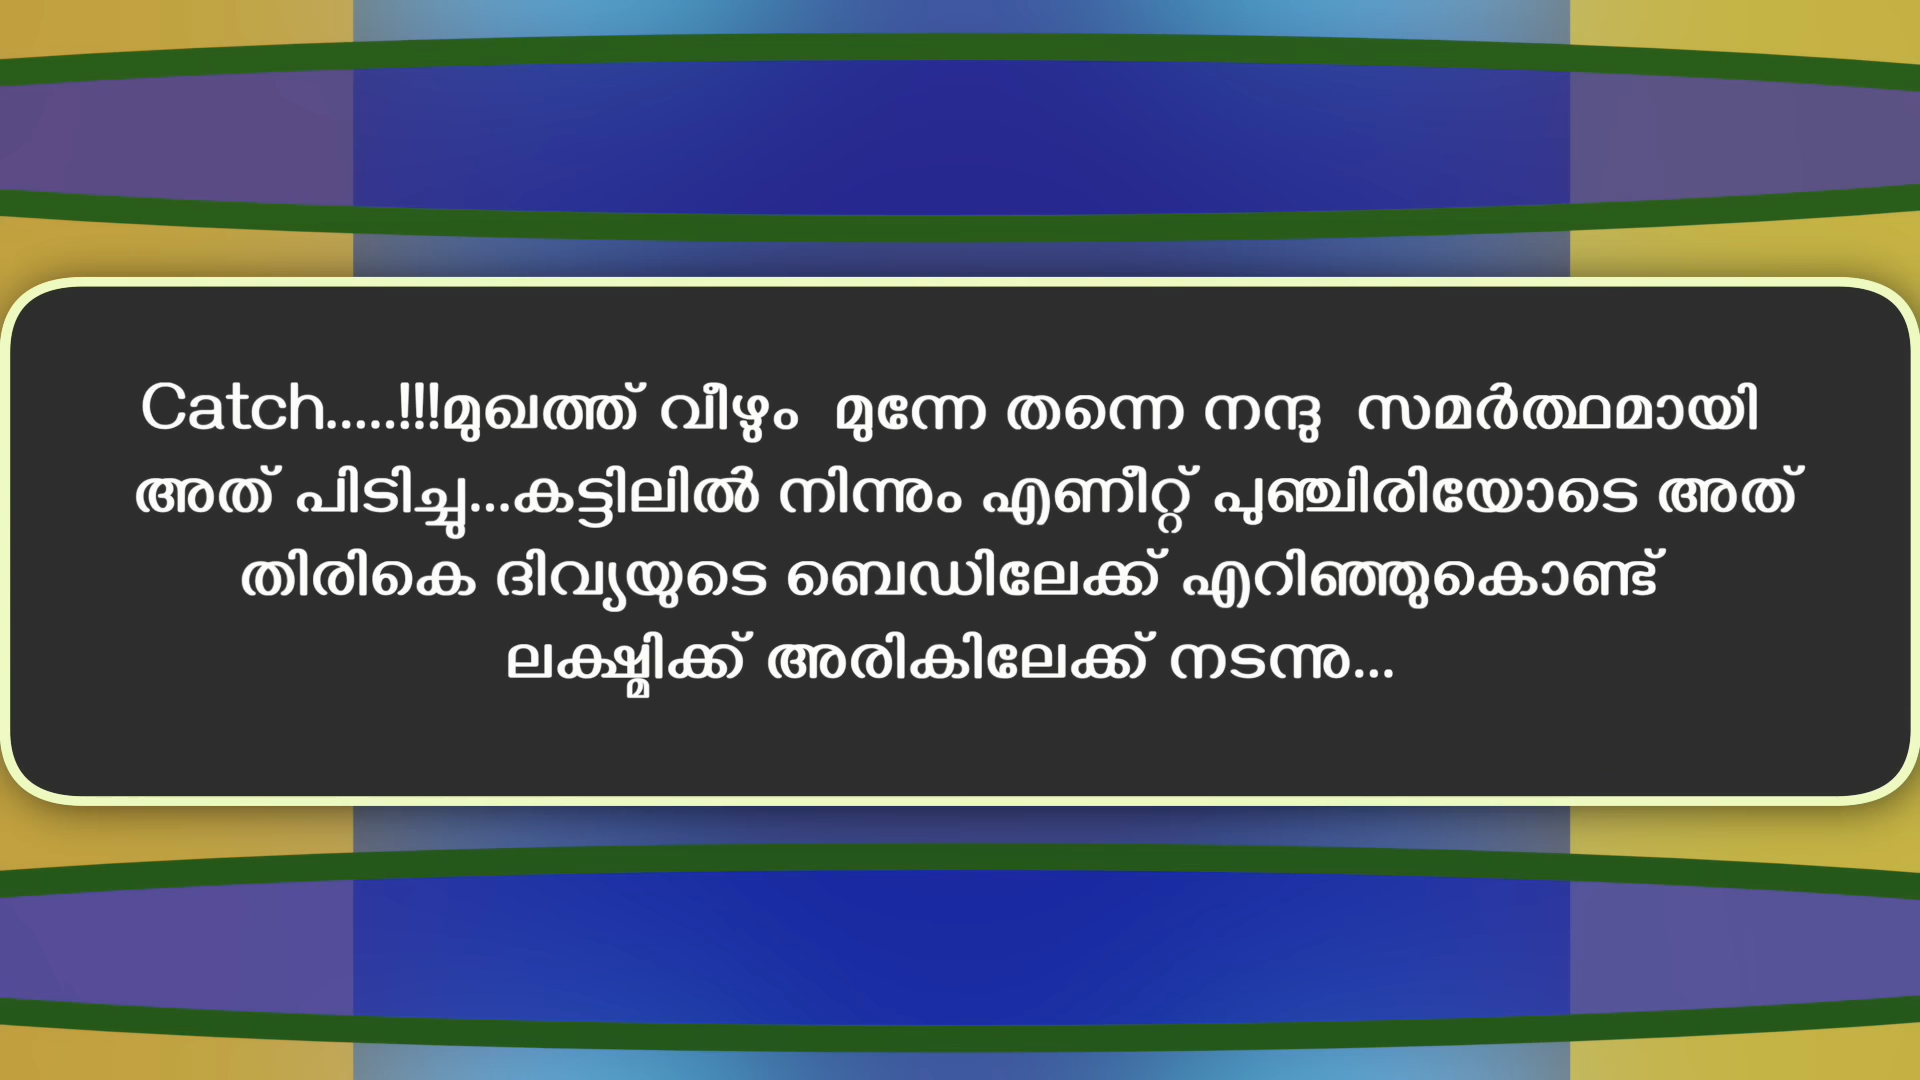 Catch.....!!!മുഖത്ത് വീഴും  മുന്നേ തന്നെ നന്ദു  സമർത്ഥമായി
അത് പിടിച്ചു...കട്ടിലിൽ നിന്നും എണീറ്റ് പുഞ്ചിരിയോടെ അത്
തിരികെ ദിവ്യയുടെ ബെഡിലേക്ക് എറിഞ്ഞുകൊണ്ട്
ലക്ഷ്മിക്ക് അരികിലേക്ക് നടന്നു...